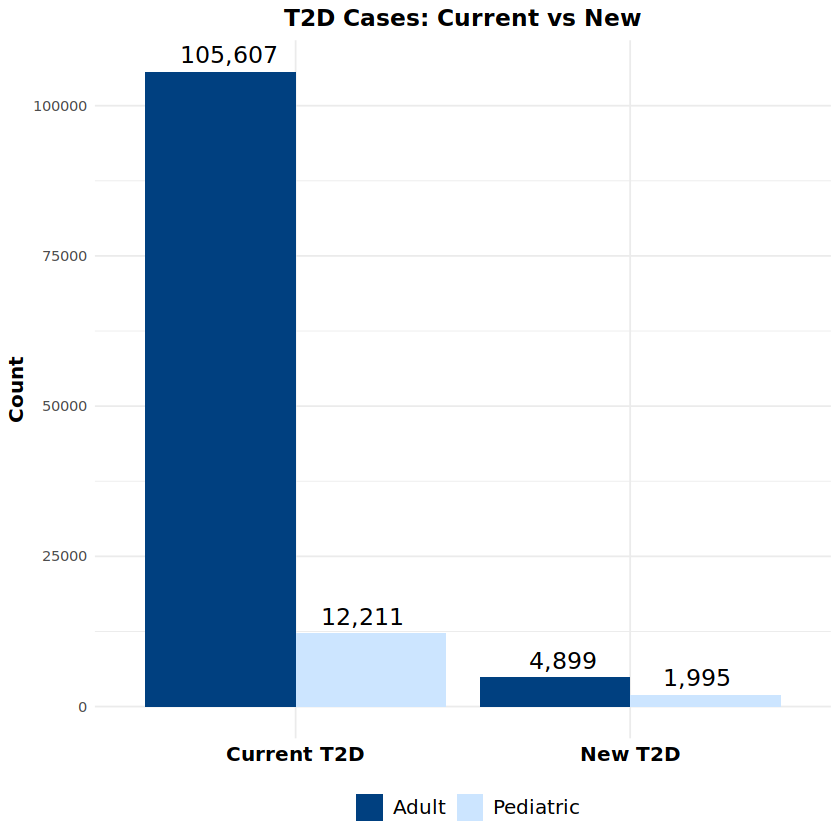 T2D Cases: Current vs New
105,607
100000
75000
50000
Count
25000
12,211
4,899
1,995
0
Current T2D
New T2D
Adult
Pediatric